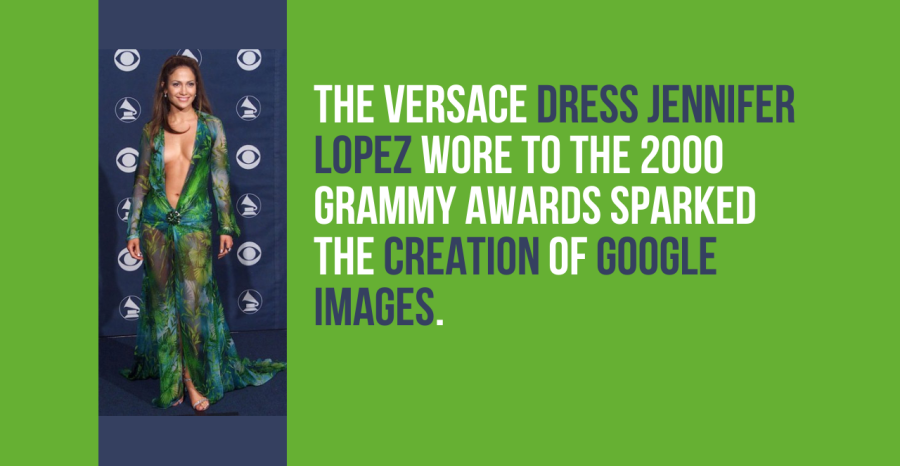 THE VERSACE DRESS JENNIFER
LOPEZ WORE TO THE 2000
GRAMMY AWARDS SPARKED
THE CREATION OF GOOGLE
IMAGES.